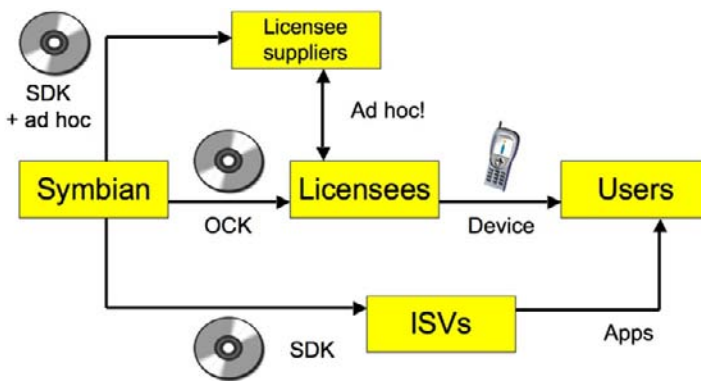 Licensee
suppliers
SDK
+ ad hoc
Ad hoc!
Symbian
OCK
Licensees
Device
Users
SDK
ISVs
Apps